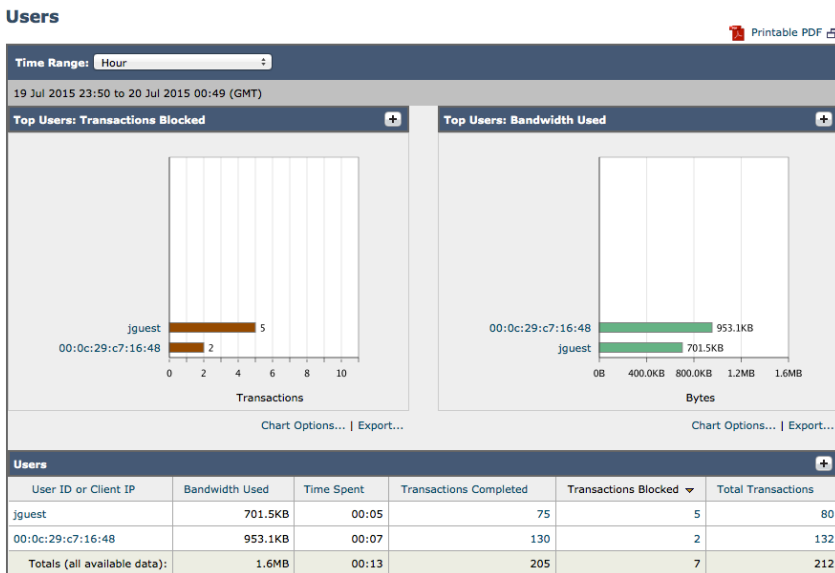 Users
Printable PDF
Time Range: Hour
19 Jul 2015 23:50 to 20 Jul 2015 00:49 (GMT)
Top Users: Transactions Blocked +
jguest 5
00:0c:29:c7:16:48 2
0 2 4 6 8 10
Transactions
Chart Options... | Export...
Top Users: Bandwidth Used +
00:0c:29:c7:16:48 953.1KB
jguest 701.5KB
0B 400.0KB 800.0KB 1.2MB 1.6MB
Bytes
Chart Options... | Export...
Users +
User ID or Client IP Bandwidth Used Time Spent Transactions Completed Transactions Blocked Total Transactions
jguest 701.5KB 00:05 75 5 80
00:0c:29:c7:16:48 953.1KB 00:07 130 2 132
Totals (all available data): 1.6MB 00:13 205 7 212